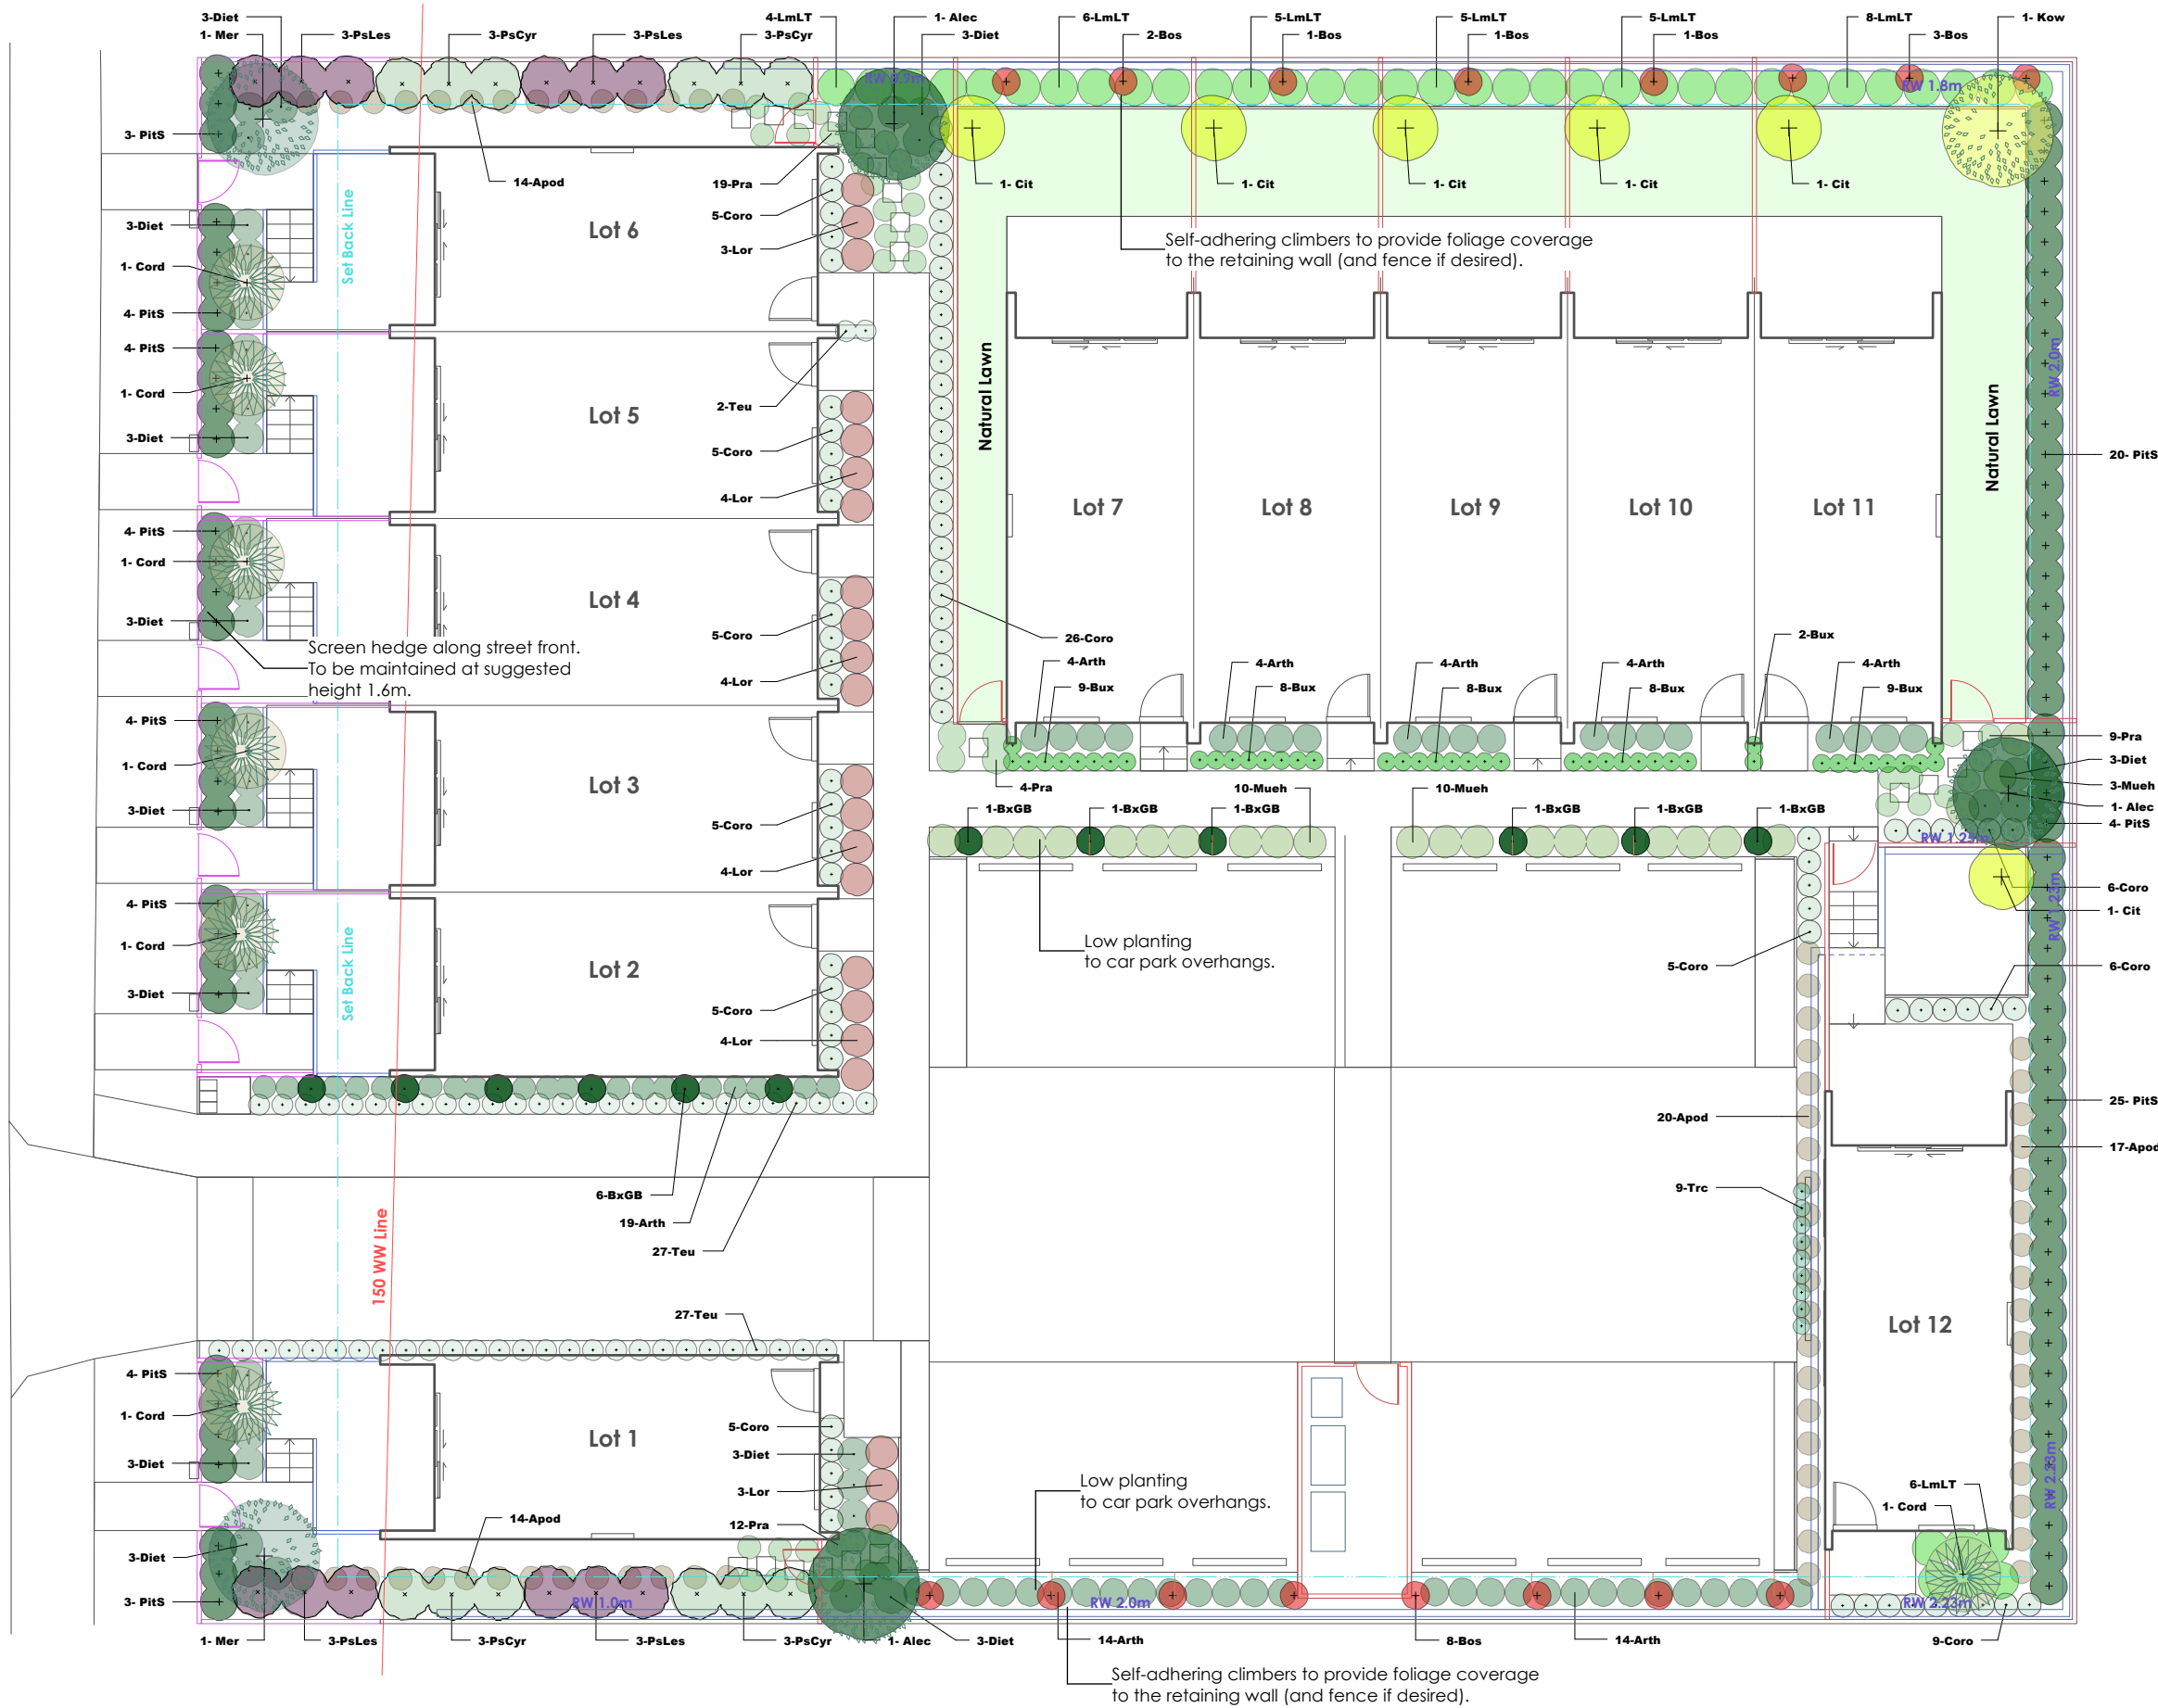 3-Diet
1- Mer
3-PsLes
3-PsCyr
3-PsLes
3-PsCyr
4-LmLT
1- Alec
3-Diet
6-LmLT
2-Bos
5-LmLT
1-Bos
5-LmLT
1-Bos
5-LmLT
1-Bos
8-LmLT
3-Bos
1- Kow
RW 1.8m
3- PitS
14-Apod
19-Pra
5-Coro
3-Lor
1- Cit
1- Cit
1- Cit
1- Cit
1- Cit
Set Back Line
Lot 6
3-Diet
1- Cord
4- PitS
Self-adhering climbers to provide foliage coverage
to the retaining wall (and fence if desired).
4- PitS
1- Cord
3-Diet
Lot 5
2-Teu
5-Coro
4-Lor
Natural Lawn
Natural Lawn
RW 2.0m
20- PitS
Lot 7
Lot 8
Lot 9
Lot 10
Lot 11
4- PitS
1- Cord
3-Diet
Lot 4
5-Coro
4-Lor
Screen hedge along street front.
To be maintained at suggested
height 1.6m.
26-Coro
4-Arth
9-Bux
4-Arth
8-Bux
4-Arth
8-Bux
4-Arth
8-Bux
2-Bux
4-Arth
9-Bux
4- PitS
1- Cord
3-Diet
Lot 3
5-Coro
4-Lor
4-Pra
9-Pra
3-Diet
3-Mueh
1- Alec
4- PitS
RW 1.25m
1-BxGB
1-BxGB
1-BxGB
10-Mueh
10-Mueh
1-BxGB
1-BxGB
1-BxGB
6-Coro
1- Cit
RW 1.23m
4- PitS
1- Cord
3-Diet
Set Back Line
Lot 2
5-Coro
4-Lor
Low planting
to car park overhangs.
5-Coro
6-Coro
25- PitS
20-Apod
17-Apod
6-BxGB
19-Arth
27-Teu
9-Trc
150 WW Line
27-Teu
Lot 12
4- PitS
1- Cord
3-Diet
Lot 1
5-Coro
3-Diet
3-Lor
12-Pra
14-Apod
Low planting
to car park overhangs.
6-LmLT
1- Cord
RW 2.23m
3-Diet
3- PitS
RW 1.0m
RW 2.0m
RW 2.23m
1- Mer
3-PsLes
3-PsCyr
3-PsLes
3-PsCyr
1- Alec
3-Diet
14-Arth
8-Bos
14-Arth
9-Coro
Self-adhering climbers to provide foliage coverage
to the retaining wall (and fence if desired).